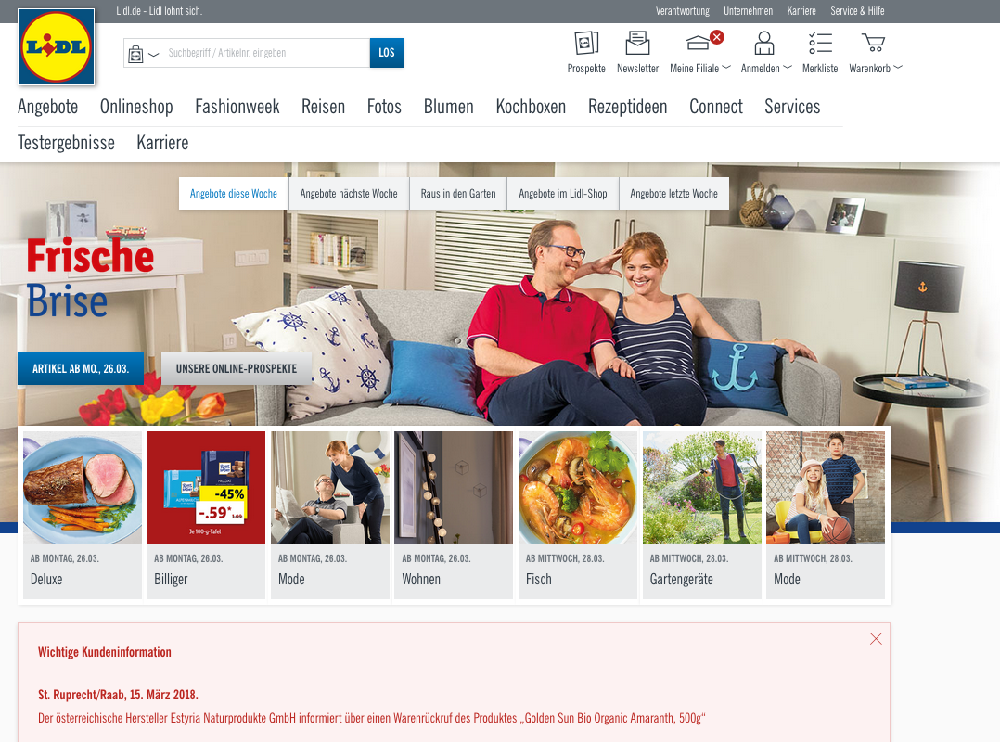 Lidl.de - Lidl lohnt sich.
Verantwortung Unternehmen Karriere Service & Hilfe
LIDL
Suchbegriff / Artikelnr. eingeben
LOS
Prospekte Newsletter Meine Filiale Anmelden Merkliste Warenkorb
Angebote Onlineshop Fashionweek Reisen Fotos Blumen Kochboxen Rezeptideen Connect Services
Testergebnisse Karriere
Angebote diese Woche Angebote nächste Woche Raus in den Garten Angebote im Lidl-Shop Angebote letzte Woche
Frische
Brise
ARTIKEL AB MO., 26.03. UNSERE ONLINE-PROSPEKTE
NUGAT
-45%
-.59* 1.09
Je 100-g-Tafel
AB MONTAG, 26.03.
Deluxe
AB MONTAG, 26.03.
Billiger
AB MONTAG, 26.03.
Mode
AB MONTAG, 26.03.
Wohnen
AB MITTWOCH, 28.03.
Fisch
AB MITTWOCH, 28.03.
Gartengeräte
AB MITTWOCH, 28.03.
Mode
Wichtige Kundeninformation
St. Ruprecht/Raab, 15. März 2018.
Der österreichische Hersteller Estyria Naturprodukte GmbH informiert über einen Warenrückruf des Produktes „Golden Sun Bio Organic Amaranth, 500g“